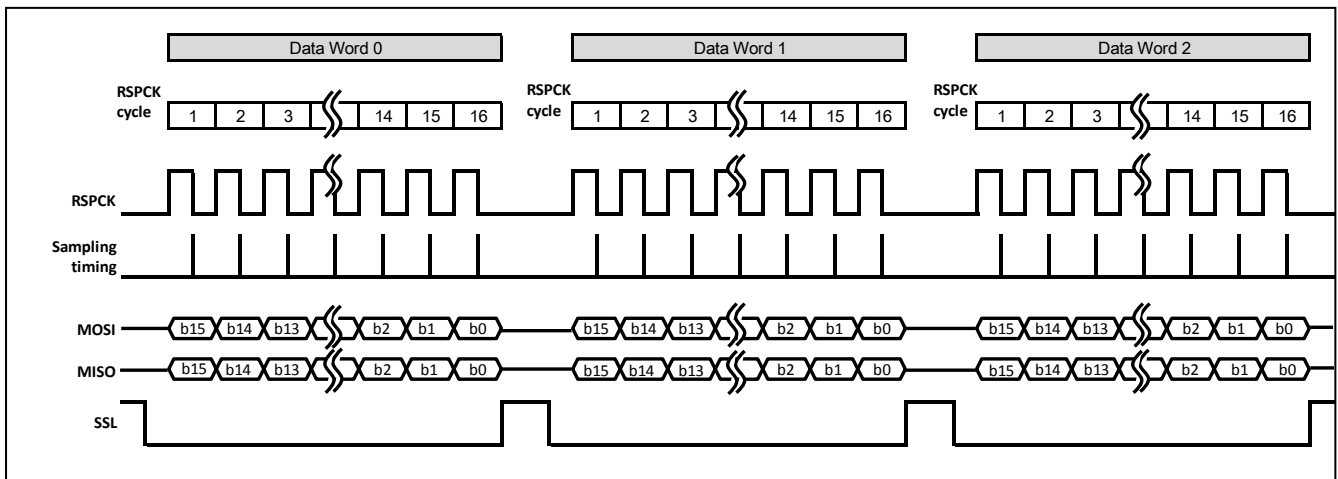 Data Word 0 Data Word 1 Data Word 2
RSPCK cycle 1 2 3 14 15 16 RSPCK cycle 1 2 3 14 15 16 RSPCK cycle 1 2 3 14 15 16
RSPCK
Sampling
timing
MOSI b15 b14 b13 b2 b1 b0 b15 b14 b13 b2 b1 b0 b15 b14 b13 b2 b1 b0
MISO b15 b14 b13 b2 b1 b0 b15 b14 b13 b2 b1 b0 b15 b14 b13 b2 b1 b0
SSL